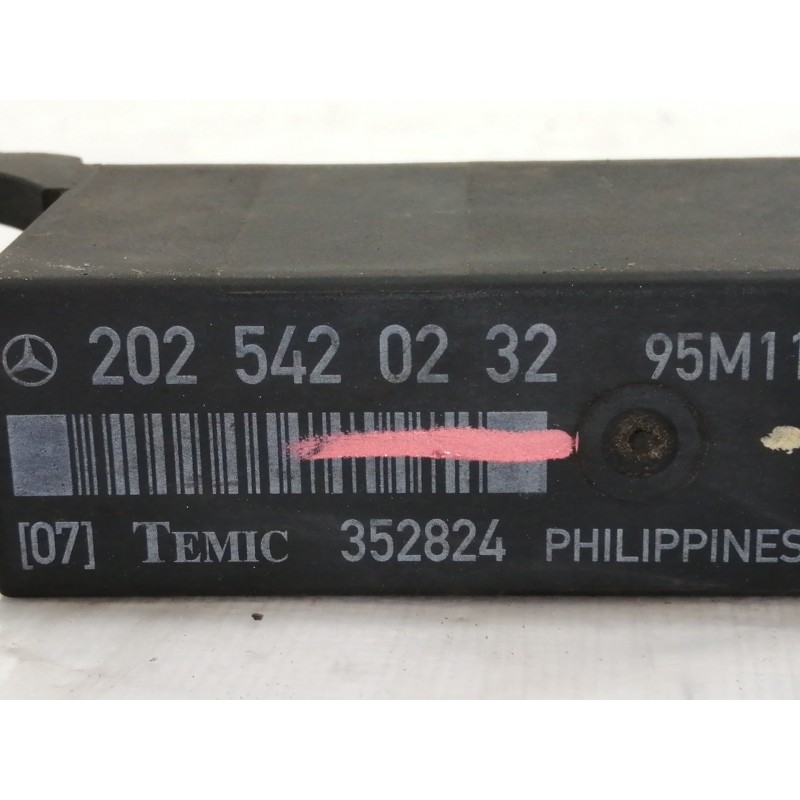 202 542 02 32 95M11
[07] TEMIC 352824 PHILIPPINES